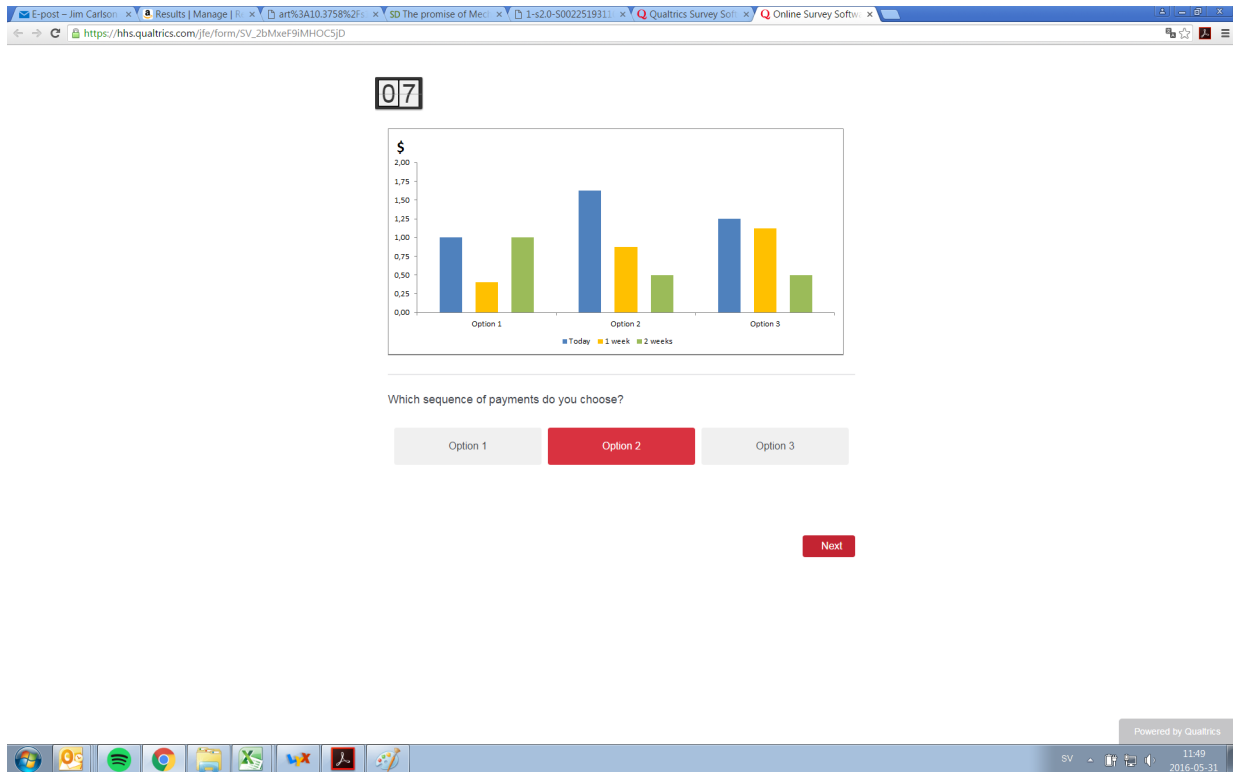 E-post – Jim Carlson
Results | Manage | R
art%3A10.3758%2F
The promise of Mec
1-s2.0-S002251931
Qualtrics Survey Soft
Online Survey Softw
https://hhs.qualtrics.com/jfe/form/SV_2bMxeF9iMHOC5jD
07
$
2,00
1,75
1,50
1,25
1,00
0,75
0,50
0,25
0,00
Option 1 Option 2 Option 3
Today 1 week 2 weeks
Which sequence of payments do you choose?
Option 1 Option 2 Option 3
Next
Powered by Qualtrics
SV
11:49
2016-05-31